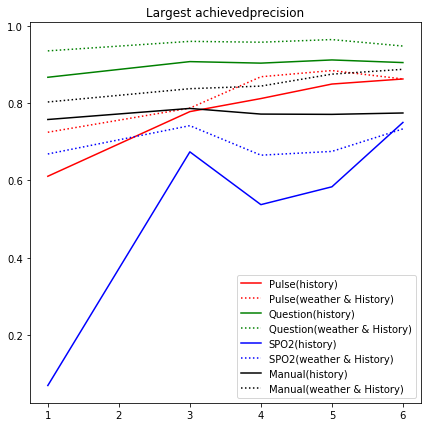 Largest achievedprecision
1.0
0.8
0.6
0.4
0.2
1 2 3 4 5 6
Pulse(history)
Pulse(weather & History)
Question(history)
Question(weather & History)
SPO2(history)
SPO2(weather & History)
Manual(history)
Manual(weather & History)